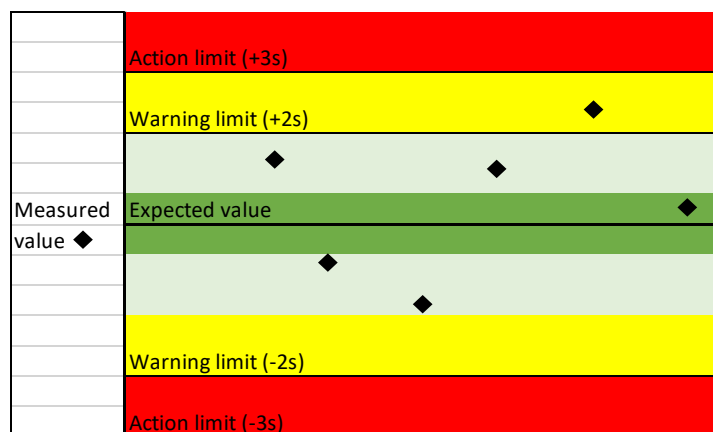 Action limit (+3s)
Warning limit (+2s)
Measured
Expected value
value
Warning limit (-2s)
Action limit (-3s)